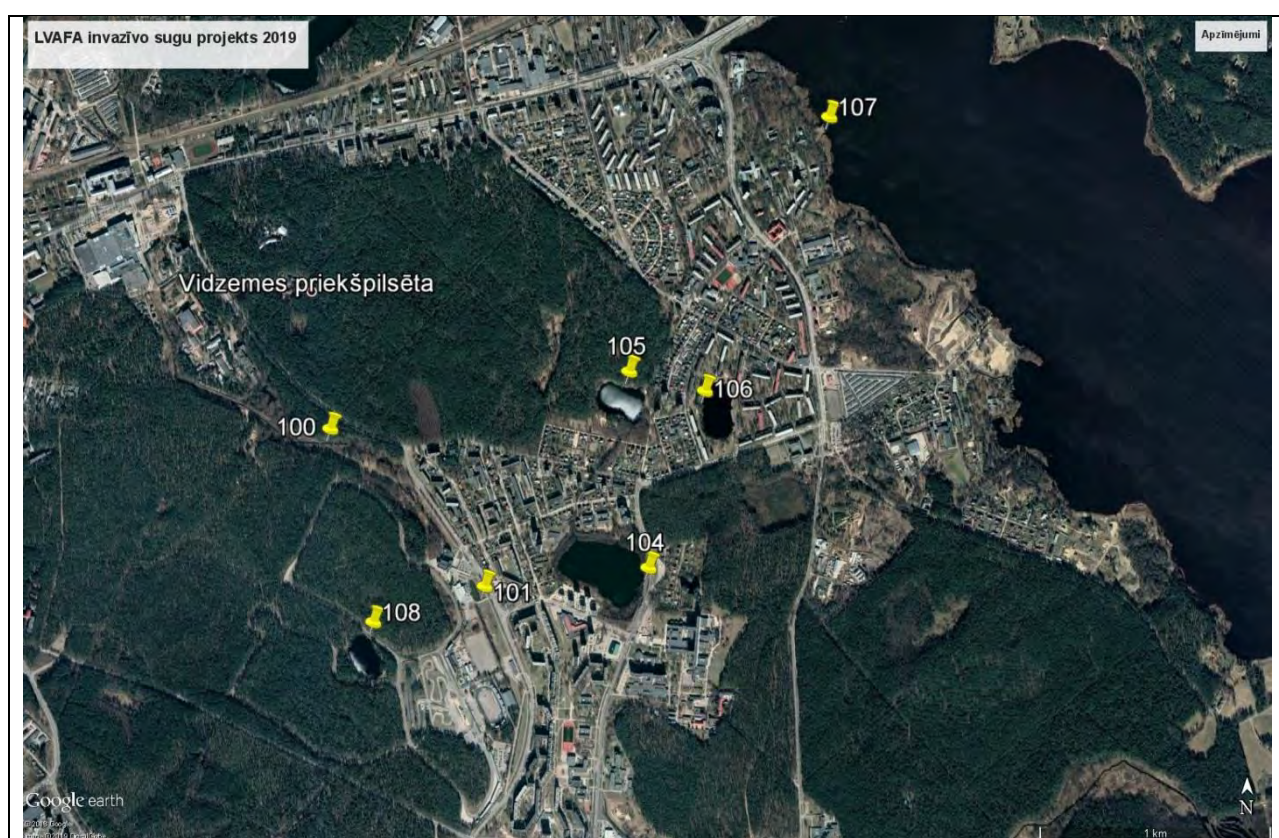 LVAFA invazīvo sugu projekts 2019
Apzīmējumi
107
Vidzemes priekšpilsēta
105
106
100
104
101
108
Google earth
N
1 km